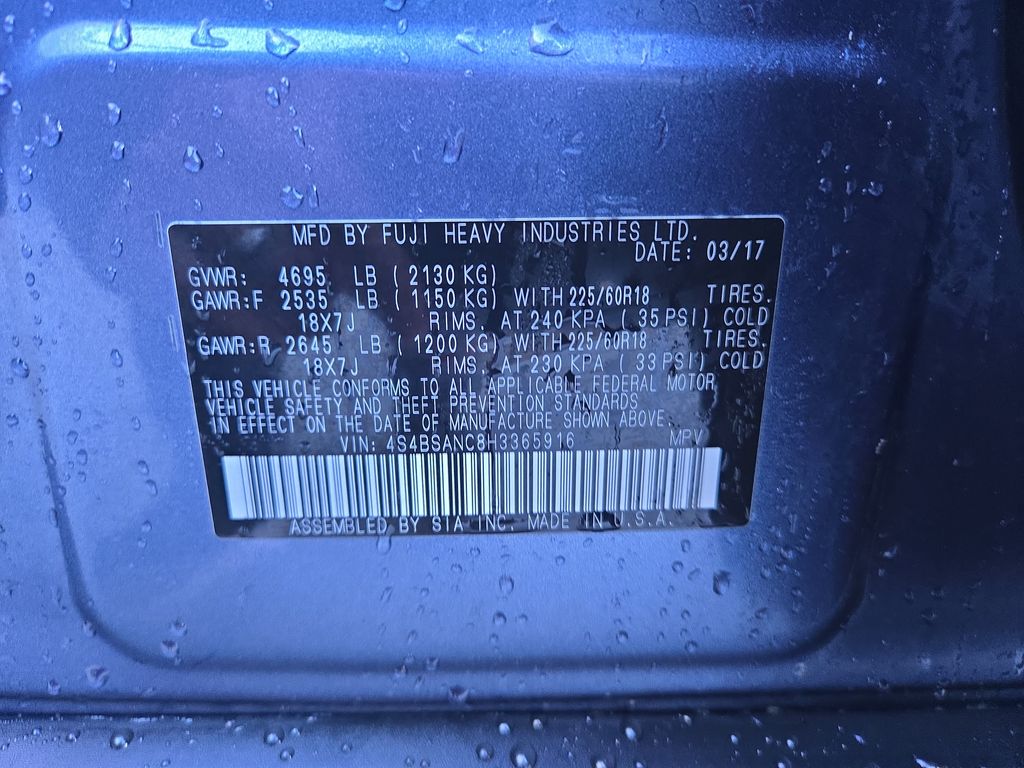 MFD BY FUJI HEAVY INDUSTRIES LTD.
DATE: 03/17
GVWR: 4695 LB ( 2130 KG)
GAWR:F 2535 LB ( 1150 KG) WITH 225/60R18 TIRES.
18X7J RIMS. AT 240 KPA ( 35 PSI) COLD
GAWR:R 2645 LB ( 1200 KG) WITH 225/60R18 TIRES.
18X7J RIMS. AT 230 KPA ( 33 PSI) COLD
THIS VEHICLE CONFORMS TO ALL APPLICABLE FEDERAL MOTOR
VEHICLE SAFETY AND THEFT PREVENTION STANDARDS
IN EFFECT ON THE DATE OF MANUFACTURE SHOWN ABOVE.
VIN: 4S4BSANC8H3365916 MPV
ASSEMBLED BY SIA INC. MADE IN U.S.A.